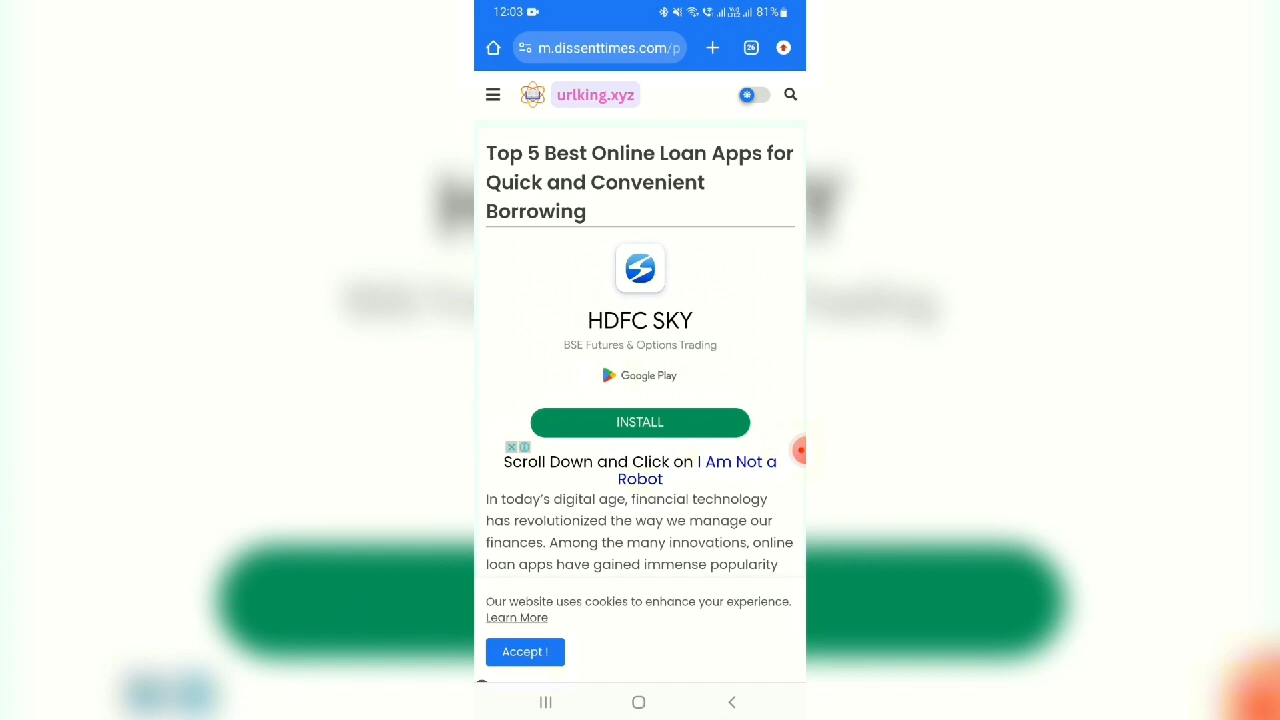 12:03 81%
m.dissenttimes.com/p 26
urlking.xyz
Top 5 Best Online Loan Apps for
Quick and Convenient
Borrowing
HDFC SKY
BSE Futures & Options Trading
Google Play
INSTALL
Scroll Down and Click on I Am Not a
Robot
In today's digital age, financial technology
has revolutionized the way we manage our
finances. Among the many innovations, online
loan apps have gained immense popularity
Our website uses cookies to enhance your experience.
Learn More
Accept !